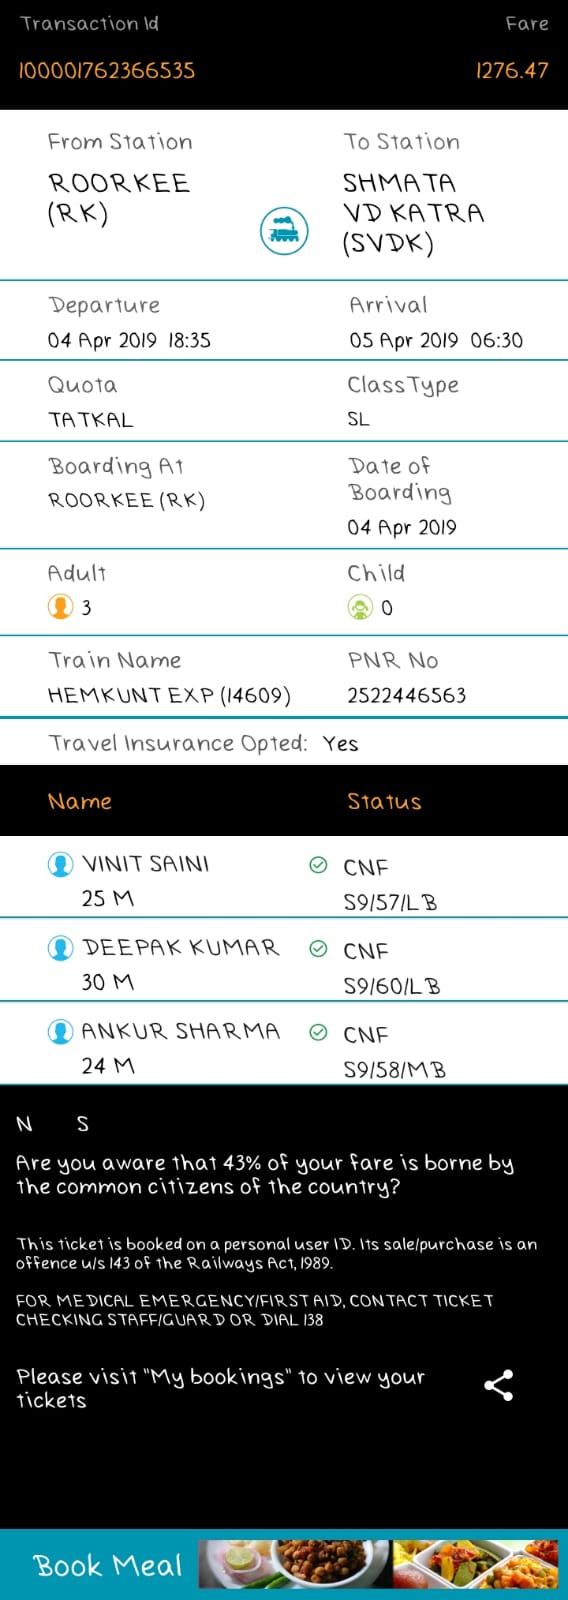 Transaction Id Fare
100001762366535 1276.47
From Station To Station
ROORKEE SHMATA
(RK) VD KATRA
(SVDK)
Departure Arrival
04 Apr 2019 18:35 05 Apr 2019 06:30
Quota ClassType
TATKAL SL
Boarding At Date of
Boarding
ROORKEE (RK) 04 Apr 2019
Adult Child
3 0
Train Name PNR No
HEMKUNT EXP (14609) 2522446563
Travel Insurance Opted: Yes
Name Status
VINIT SAINI CNF
25 M S9/57/LB
DEEPAK KUMAR CNF
30 M S9/60/LB
ANKUR SHARMA CNF
24 M S9/58/MB
N S
Are you aware that 43% of your fare is borne by
the common citizens of the country?
This ticket is booked on a personal user ID. Its sale/purchase is an
offence u/s 143 of the Railways Act, 1989.
FOR MEDICAL EMERGENCY/FIRST AID, CONTACT TICKET
CHECKING STAFF/GUARD OR DIAL 138
Please visit "My bookings" to view your
tickets
Book Meal